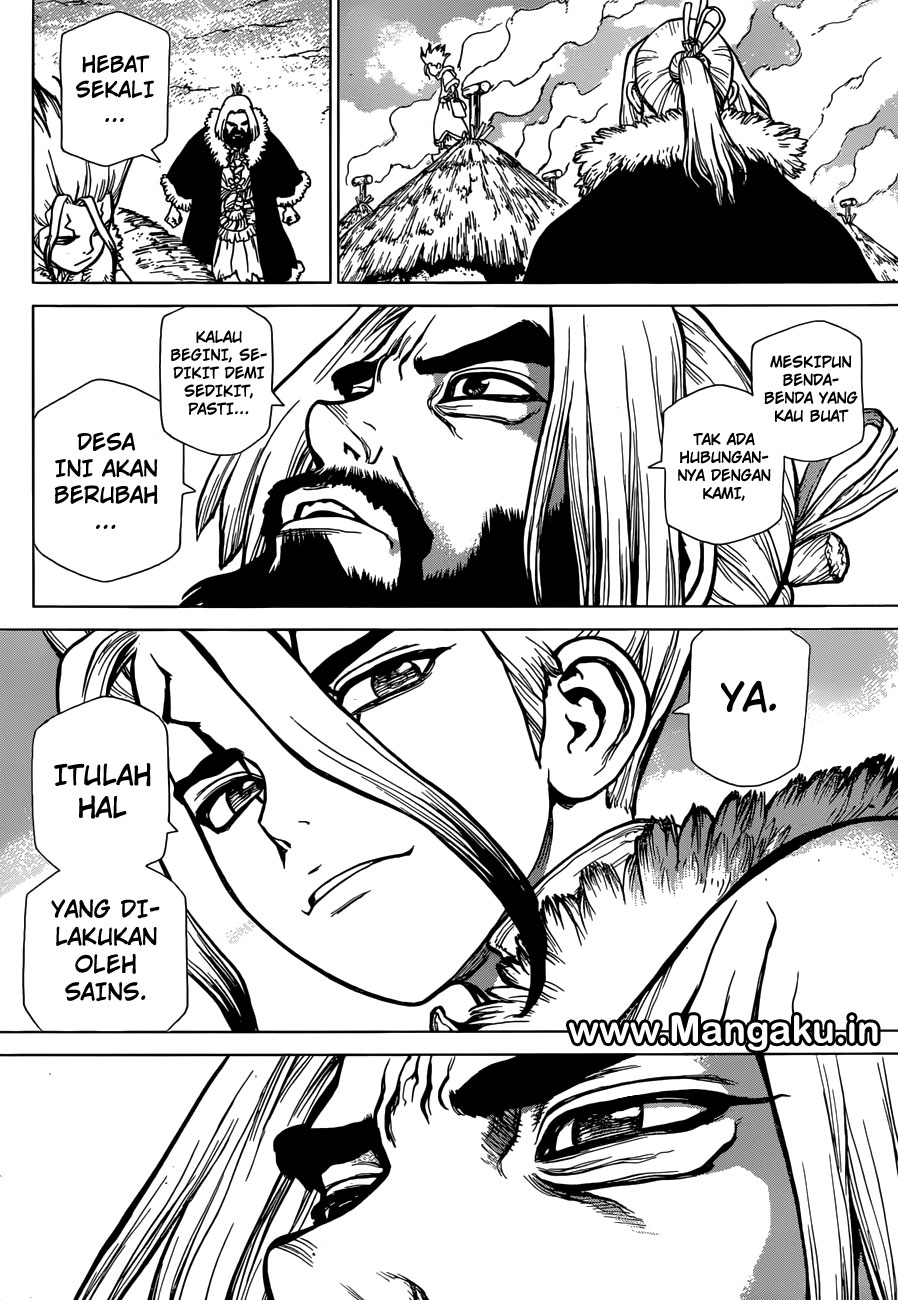 HEBAT
SEKALI
...
MESKIPUN
BENDA-
BENDA YANG
KAU BUAT
TAK ADA
HUBUNGAN-
NYA DENGAN
KAMI,
KALAU
BEGINI, SE-
DIKIT DEMI
SEDIKIT,
PASTI...
DESA
INI AKAN
BERUBAH
...
YA.
ITULAH
HAL
YANG DI-
LAKUKAN
OLEH
SAINS.
www.Mangaku.in